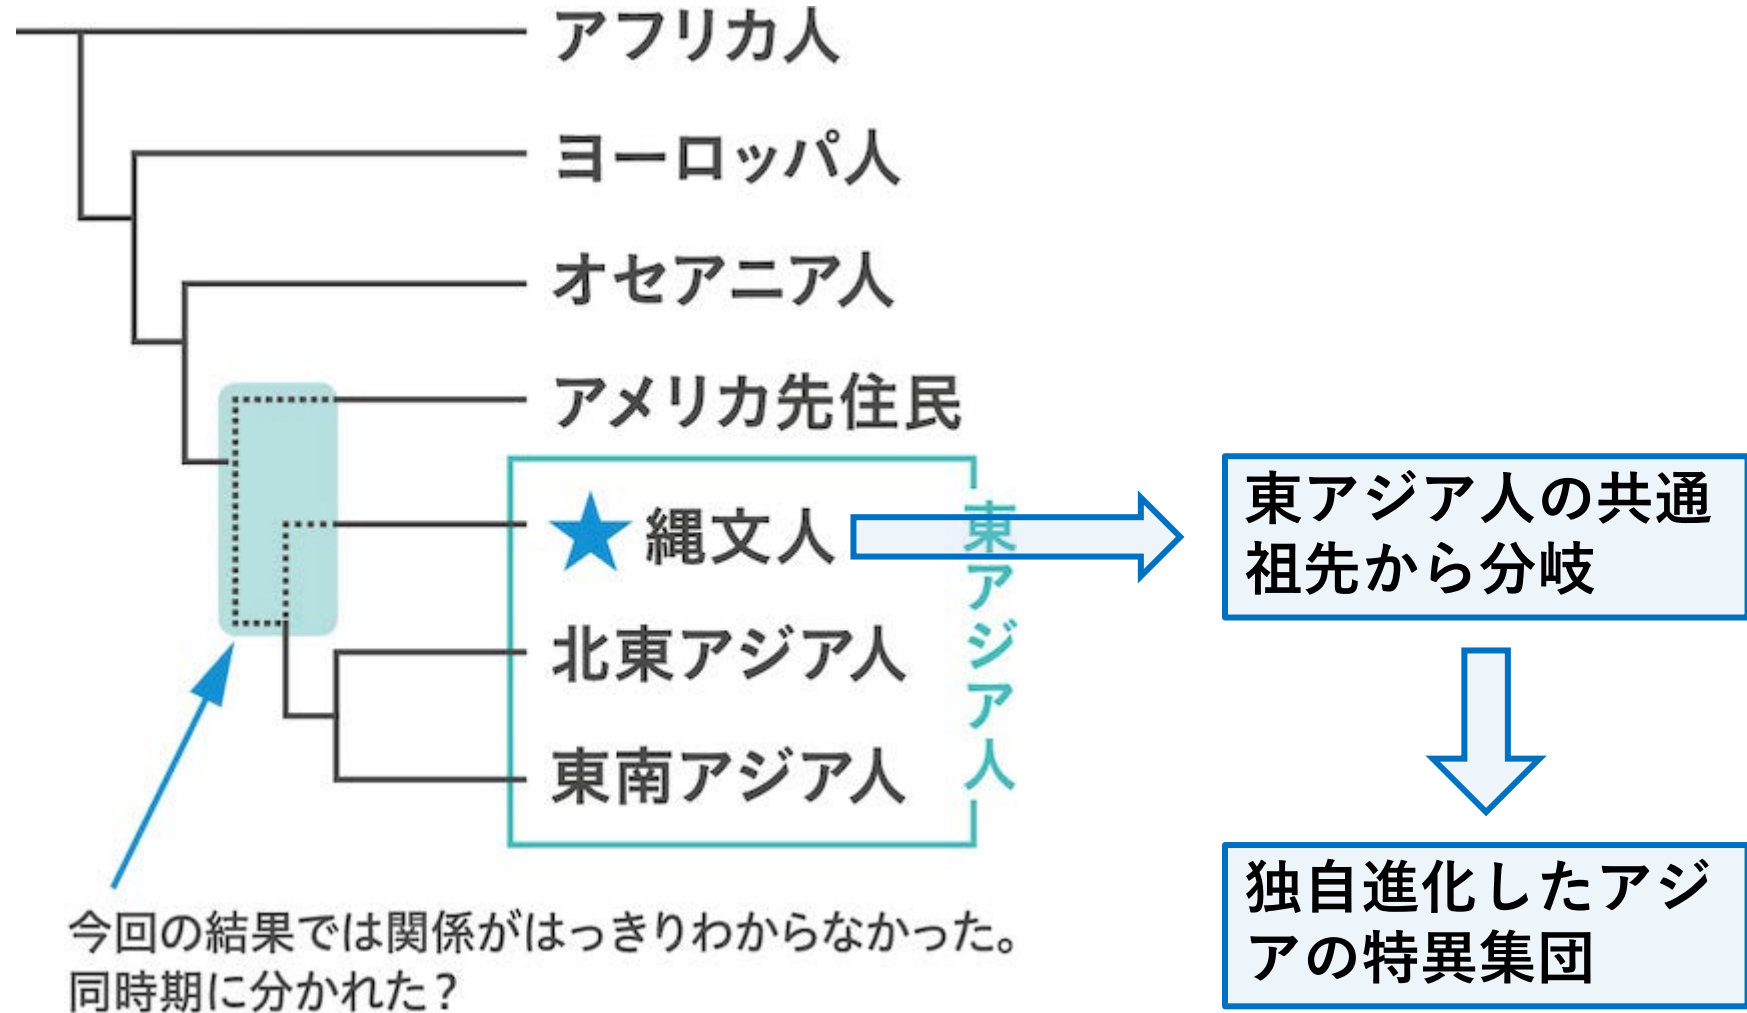 アフリカ人
ヨーロッパ人
オセアニア人
アメリカ先住民
縄文人
北東アジア人
東南アジア人
東アジア人
今回の結果では関係がはっきりわからなかった。
同時期に分かれた？
東アジア人の共通
祖先から分岐
独自進化したアジ
アの特異集団